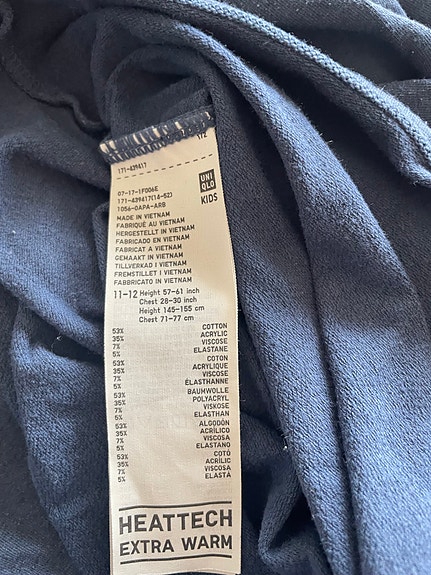 171-439417
UNI
QLO
KIDS
07-17-1F006E
171-439417(14-52)
1056-0APA-ARB
MADE IN VIETNAM
FABRIQUÉ AU VIETNAM
HERGESTELLT IN VIETNAM
FABRICADO EN VIETNAM
FABRICAT A VIETNAM
GEMAAKT IN VIETNAM
TILLVERKAD I VIETNAM
FREMSTILLET I VIETNAM
FABBRICATO IN VIETNAM
11-12 Height 57-61 inch
Chest 28-30 inch
Height 145-155 cm
Chest 71-77 cm
53% COTTON
35% ACRYLIC
7% VISCOSE
5% ELASTANE
53% COTON
35% ACRYLIQUE
7% VISCOSE
5% ÉLASTHANNE
53% BAUMWOLLE
35% POLYACRYL
7% VISKOSE
5% ELASTHAN
53% ALGODÓN
35% ACRÍLICO
7% VISCOSA
5% ELASTANO
53% COTÓ
35% ACRÍLIC
7% VISCOSA
5% ELASTÀ
HEATTECH
EXTRA WARM